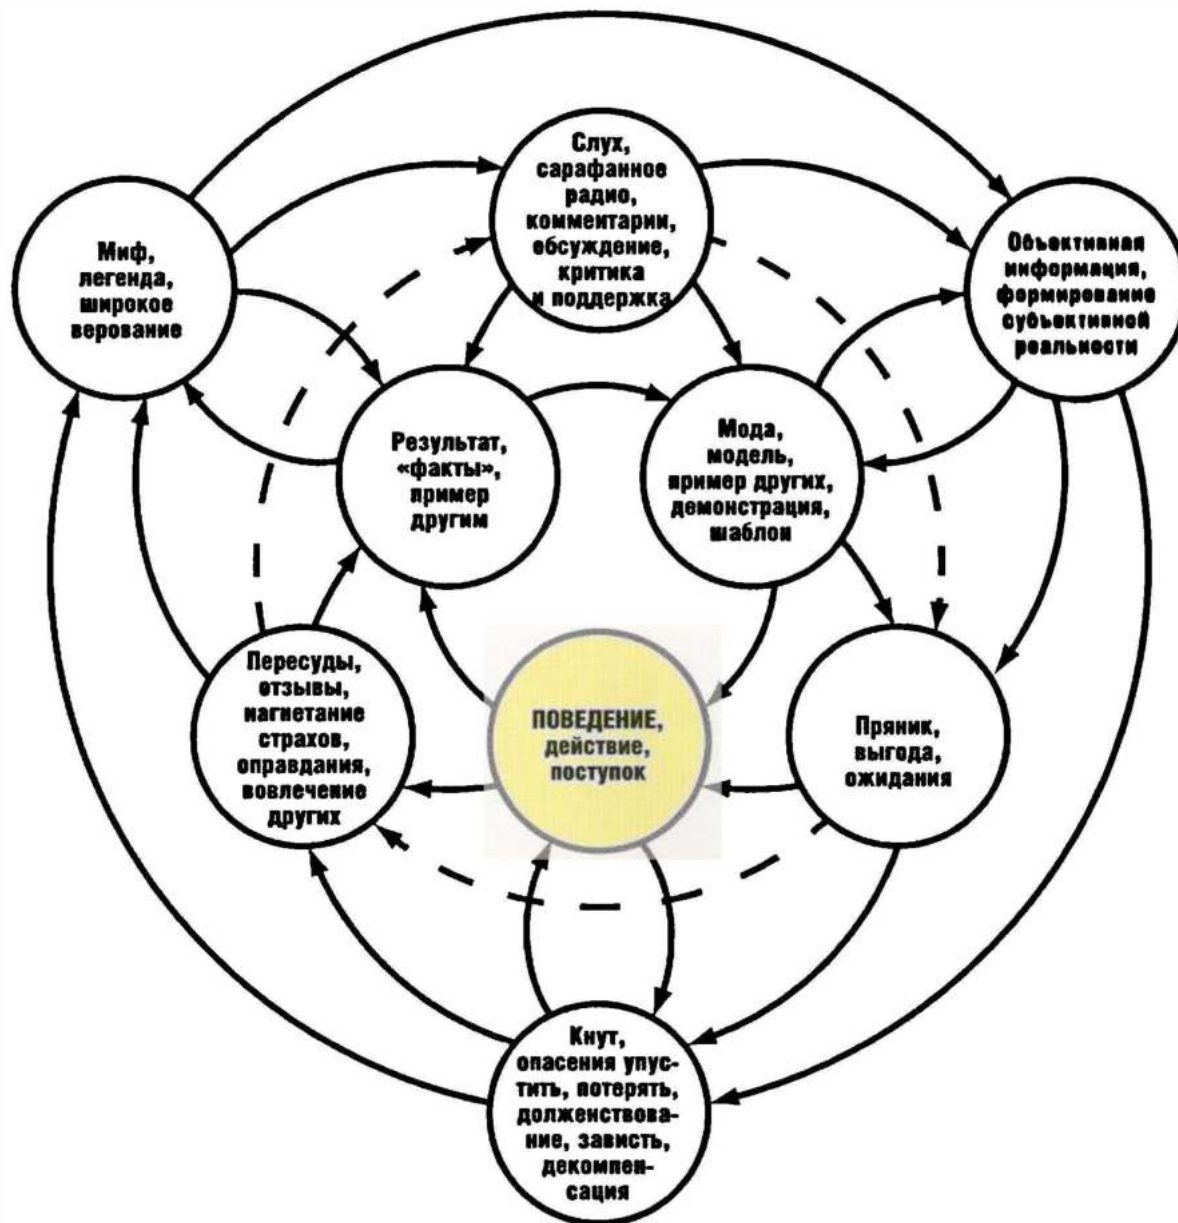 Слух,
сарафанное
радио,
комментарии,
обсуждение,
критика
и поддержка
Миф,
легенда,
широкое
верование
Объективная
информация,
формирование
субъективной
реальности
Результат,
«факты»,
пример
другим
Мода,
модель,
пример других,
демонстрация,
шаблон
Пересуды,
отзывы,
нагнетание
страхов,
оправдания,
вовлечение
других
ПОВЕДЕНИЕ,
действие,
поступок
Пряник,
выгода,
ожидания
Кнут,
опасения упус-
тить, потерять,
долженствова-
ние, зависть,
декомпен-
сация